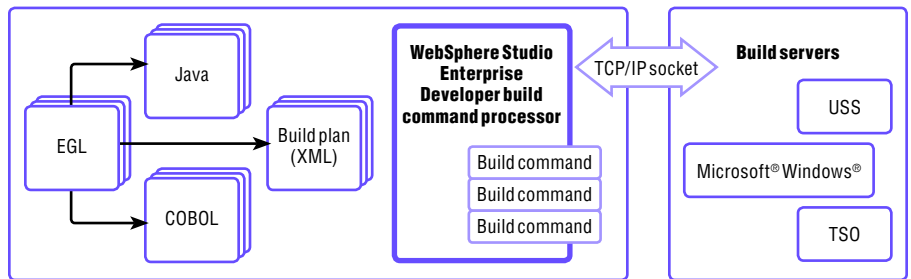 Java
EGL
Build plan
(XML)
COBOL
WebSphere Studio
Enterprise
Developer build
command processor
Build command
Build command
Build command
TCP/IP socket
Build servers
USS
Microsoft® Windows®
TSO